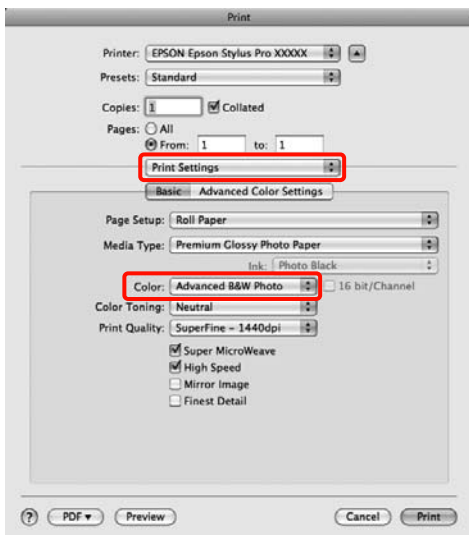 Print
Printer: EPSON Epson Stylus Pro XXXXX
Presets: Standard
Copies: 1 Collated
Pages: All
From: 1 to: 1
Print Settings
Basic Advanced Color Settings
Page Setup: Roll Paper
Media Type: Premium Glossy Photo Paper
Ink: Photo Black
Color: Advanced B&W Photo 16 bit/Channel
Color Toning: Neutral
Print Quality: SuperFine - 1440dpi
Super MicroWeave
High Speed
Mirror Image
Finest Detail
? PDF Preview Cancel Print